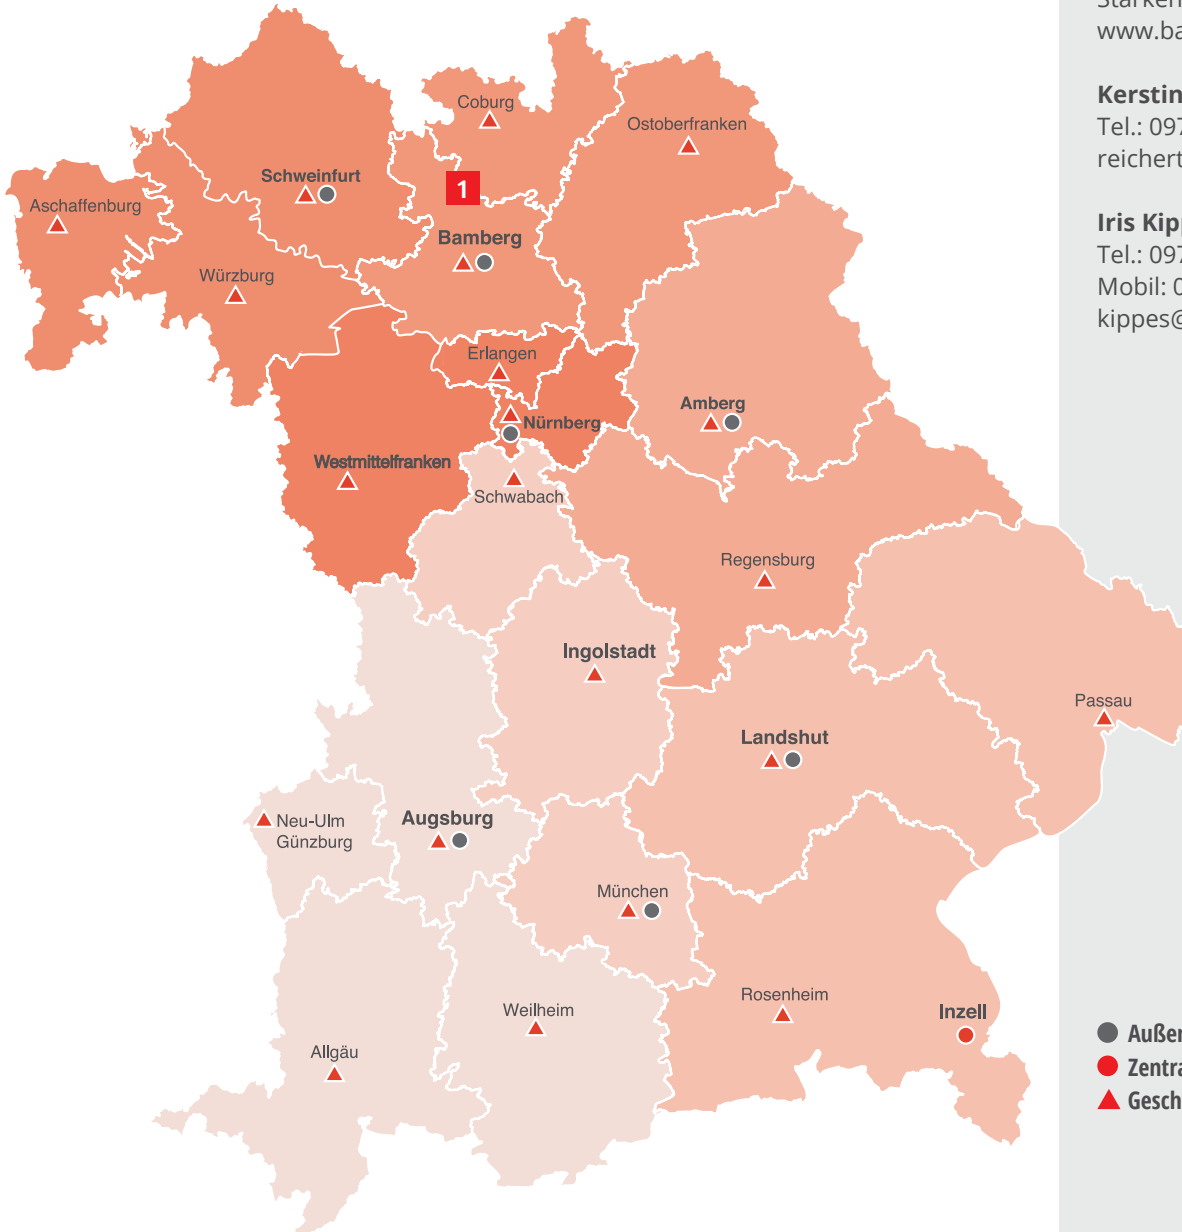 Coburg
Ostoberfranken
Schweinfurt
1
Aschaffenburg
Bamberg
Würzburg
Erlangen
Amberg
Nürnberg
Westmittelfranken
Schwabach
Regensburg
Ingolstadt
Passau
Landshut
Augsburg
Neu-Ulm
Günzburg
München
Rosenheim
Weilheim
Inzell
Allgäu
www.ba
Kerstin
Tel.: 097
reichert
Iris Kipp
Tel.: 097
Mobil: 0
kippes@
Außer
Zentra
Gesch